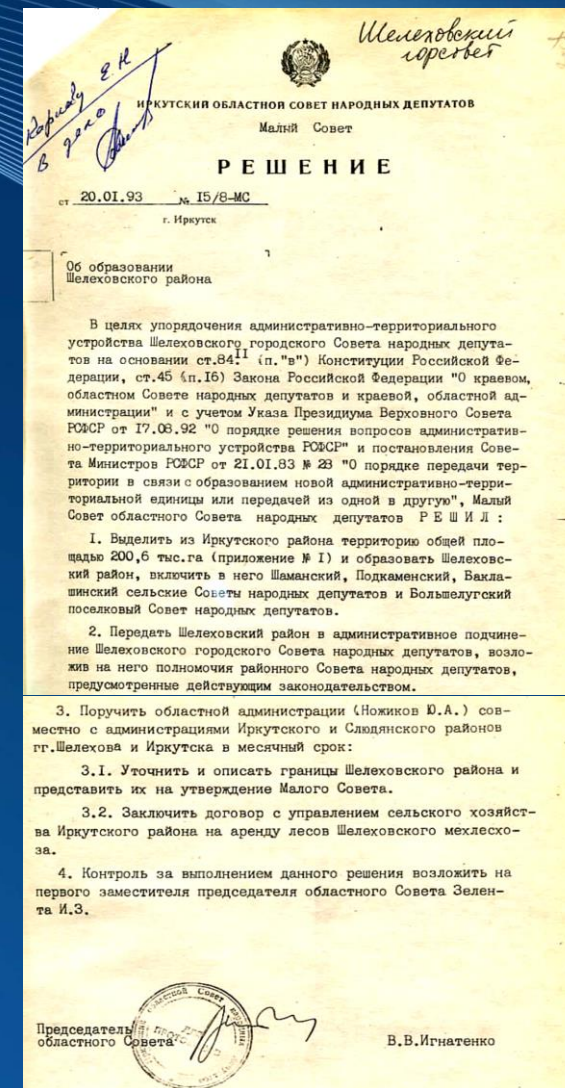 Шелеховский
горсовет
Е.Н
В дело
ИРКУТСКИЙ ОБЛАСТНОЙ СОВЕТ НАРОДНЫХ ДЕПУТАТОВ
Малый Совет
РЕШЕНИЕ
от 20.01.93 № 15/8-МС
г. Иркутск
Об образовании
Шелеховского района
В целях упорядочения административно-территориального
устройства Шелеховского городского Совета народных депута-
тов на основании ст.84.11 (п."в") Конституции Российской Фе-
дерации, ст.45 (п.16) Закона Российской Федерации "О краевом,
областном Совете народных депутатов и краевой, областной ад-
министрации" и с учетом Указа Президиума Верховного Совета
РСФСР от 17.08.92 "О порядке решения вопросов административ-
но-территориального устройства РСФСР" и постановления Сове-
та Министров РСФСР от 21.01.83 № 28 "О порядке передачи тер-
ритории в связи с образованием новой административно-терри-
ториальной единицы или передачей из одной в другую", Малый
Совет областного Совета народных депутатов Р Е Ш И Л :
1. Выделить из Иркутского района территорию общей пло-
щадью 200,6 тыс.га (приложение № 1) и образовать Шелеховс-
кий район, включить в него Шаманский, Подкаменский, Бакла-
шинский сельские Советы народных депутатов и Большелугский
поселковый Совет народных депутатов.
2. Передать Шелеховский район в административное подчине-
ние Шелеховского городского Совета народных депутатов, возло-
жив на него полномочия районного Совета народных депутатов,
предусмотренные действующим законодательством.
3. Поручить областной администрации (Ножиков Ю.А.) сов-
местно с администрациями Иркутского и Слюдянского районов
гг.Шелехова и Иркутска в месячный срок:
3.1. Уточнить и описать границы Шелеховского района и
представить их на утверждение Малого Совета.
3.2. Заключить договор с управлением сельского хозяйст-
ва Иркутского района на аренду лесов Шелеховского мехлесхо-
за.
4. Контроль за выполнением данного решения возложить на
первого заместителя председателя областного Совета Зелен-
та И.З.
Председатель
областного Совета
В.В.Игнатенко